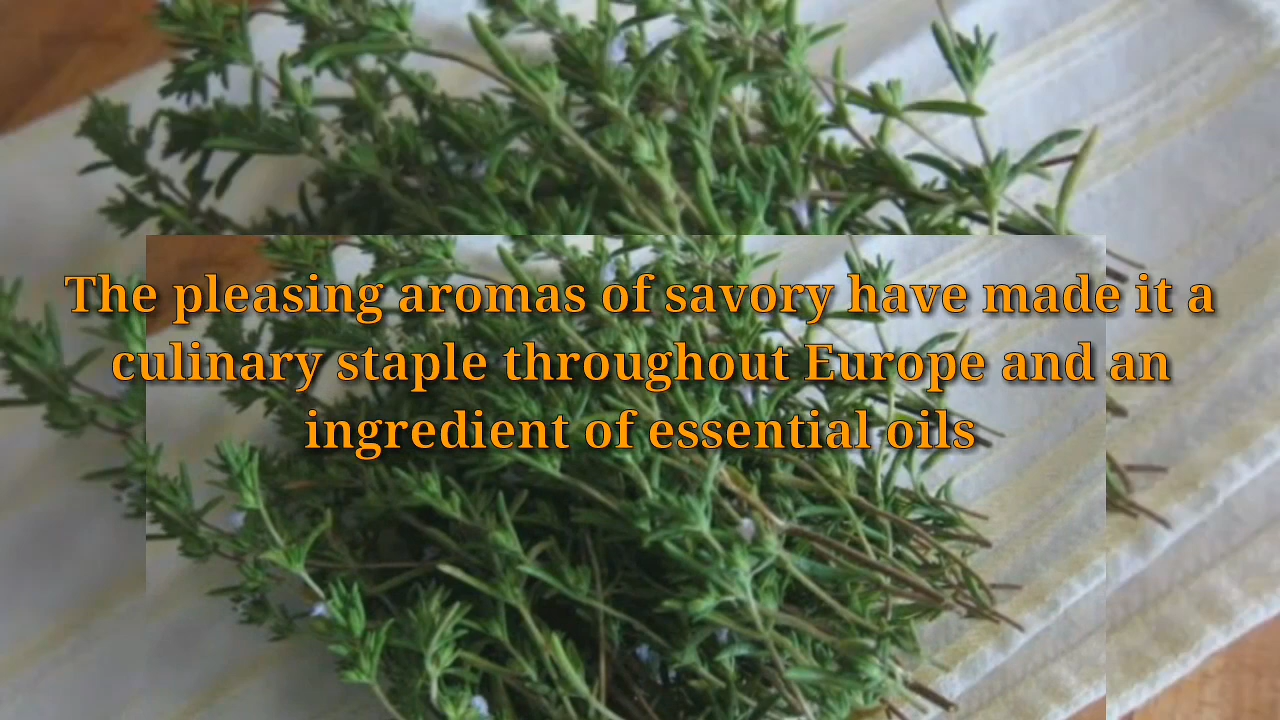 The pleasing aromas of savory have made it a
culinary staple throughout Europe and an
ingredient of essential oils